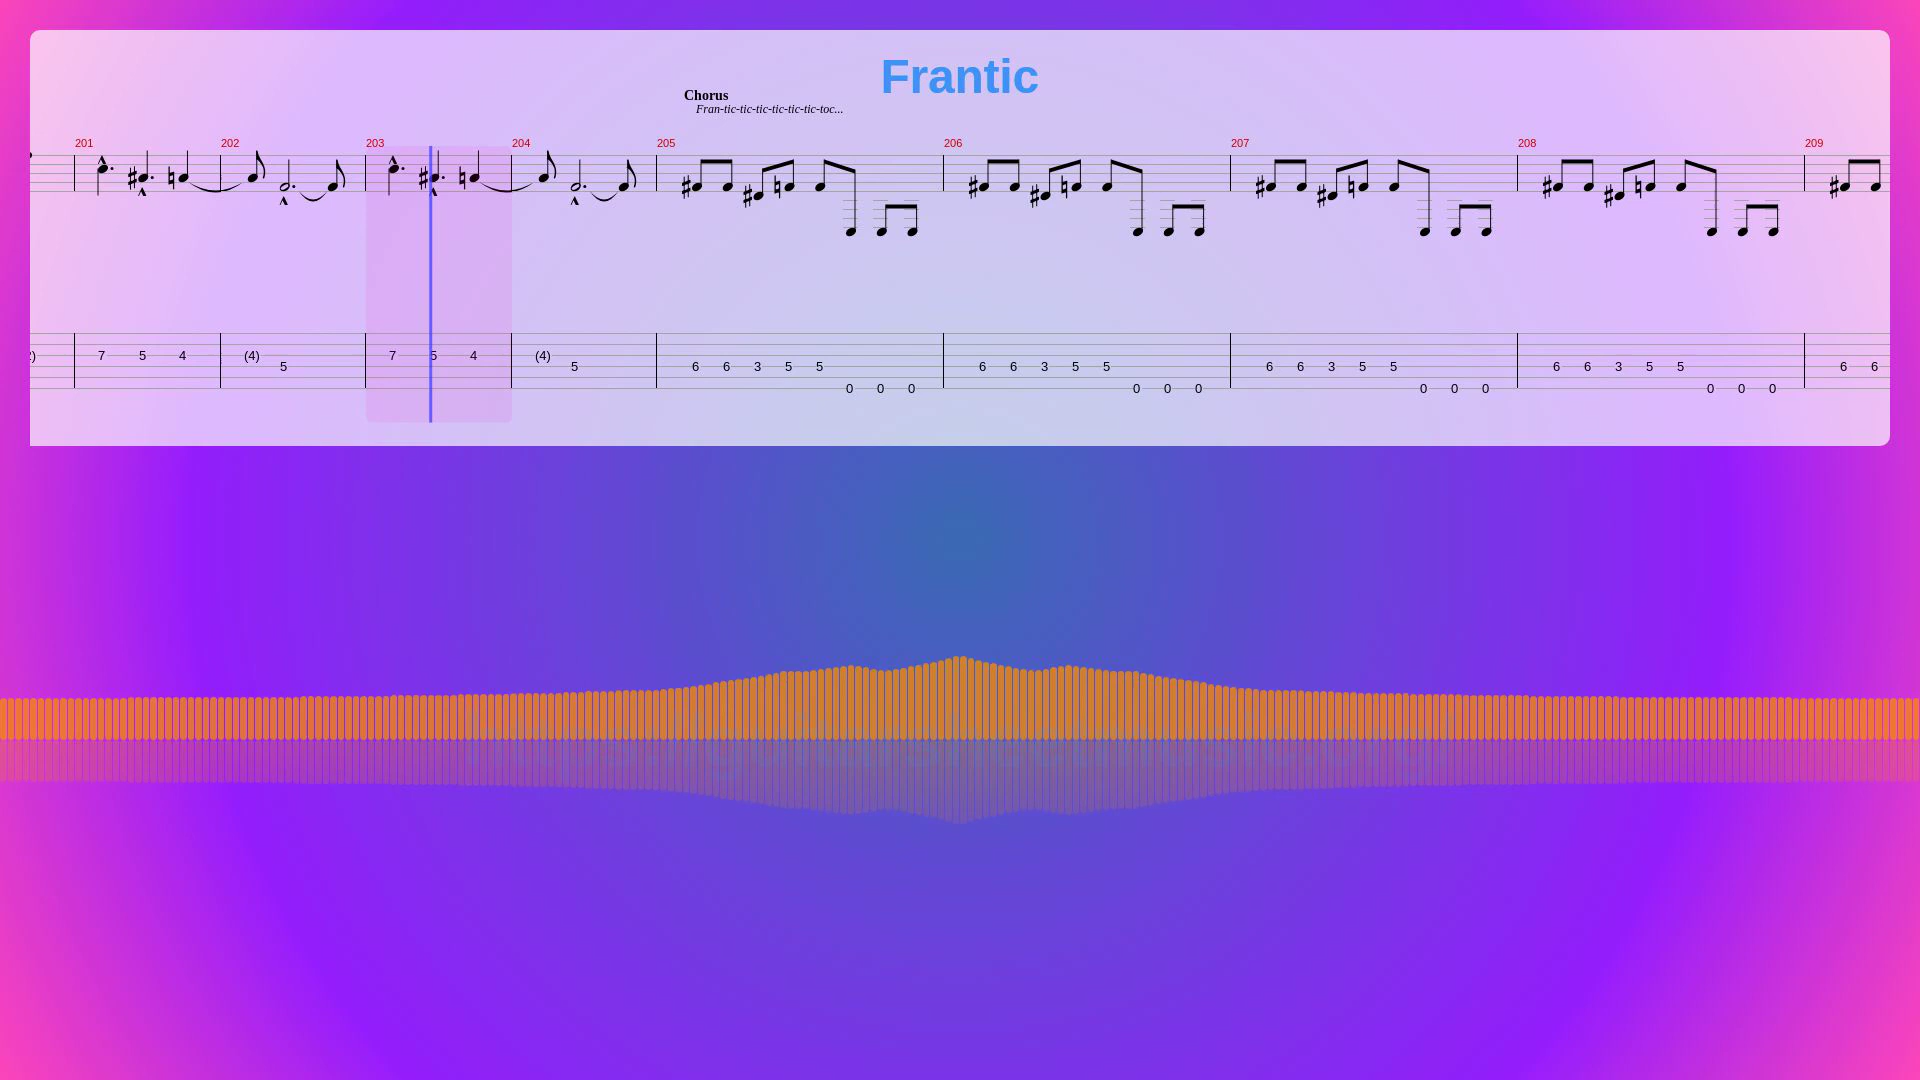 Frantic
Chorus
Fran-tic-tic-tic-tic-tic-tic-toc...
201 202 203 204 205 206 207 208 209
7 5 4 (4) 7 5 4 (4)
5 5 6 6 3 5 5 6 6 3 5 5 6 6 3 5 5 6 6 3 5 5 6 6
0 0 0 0 0 0 0 0 0 0 0 0